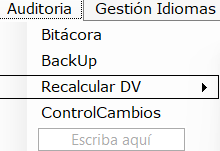 Auditoria Gestión Idiomas
Bitácora
BackUp
Recalcular DV
ControlCambios
Escriba aquí